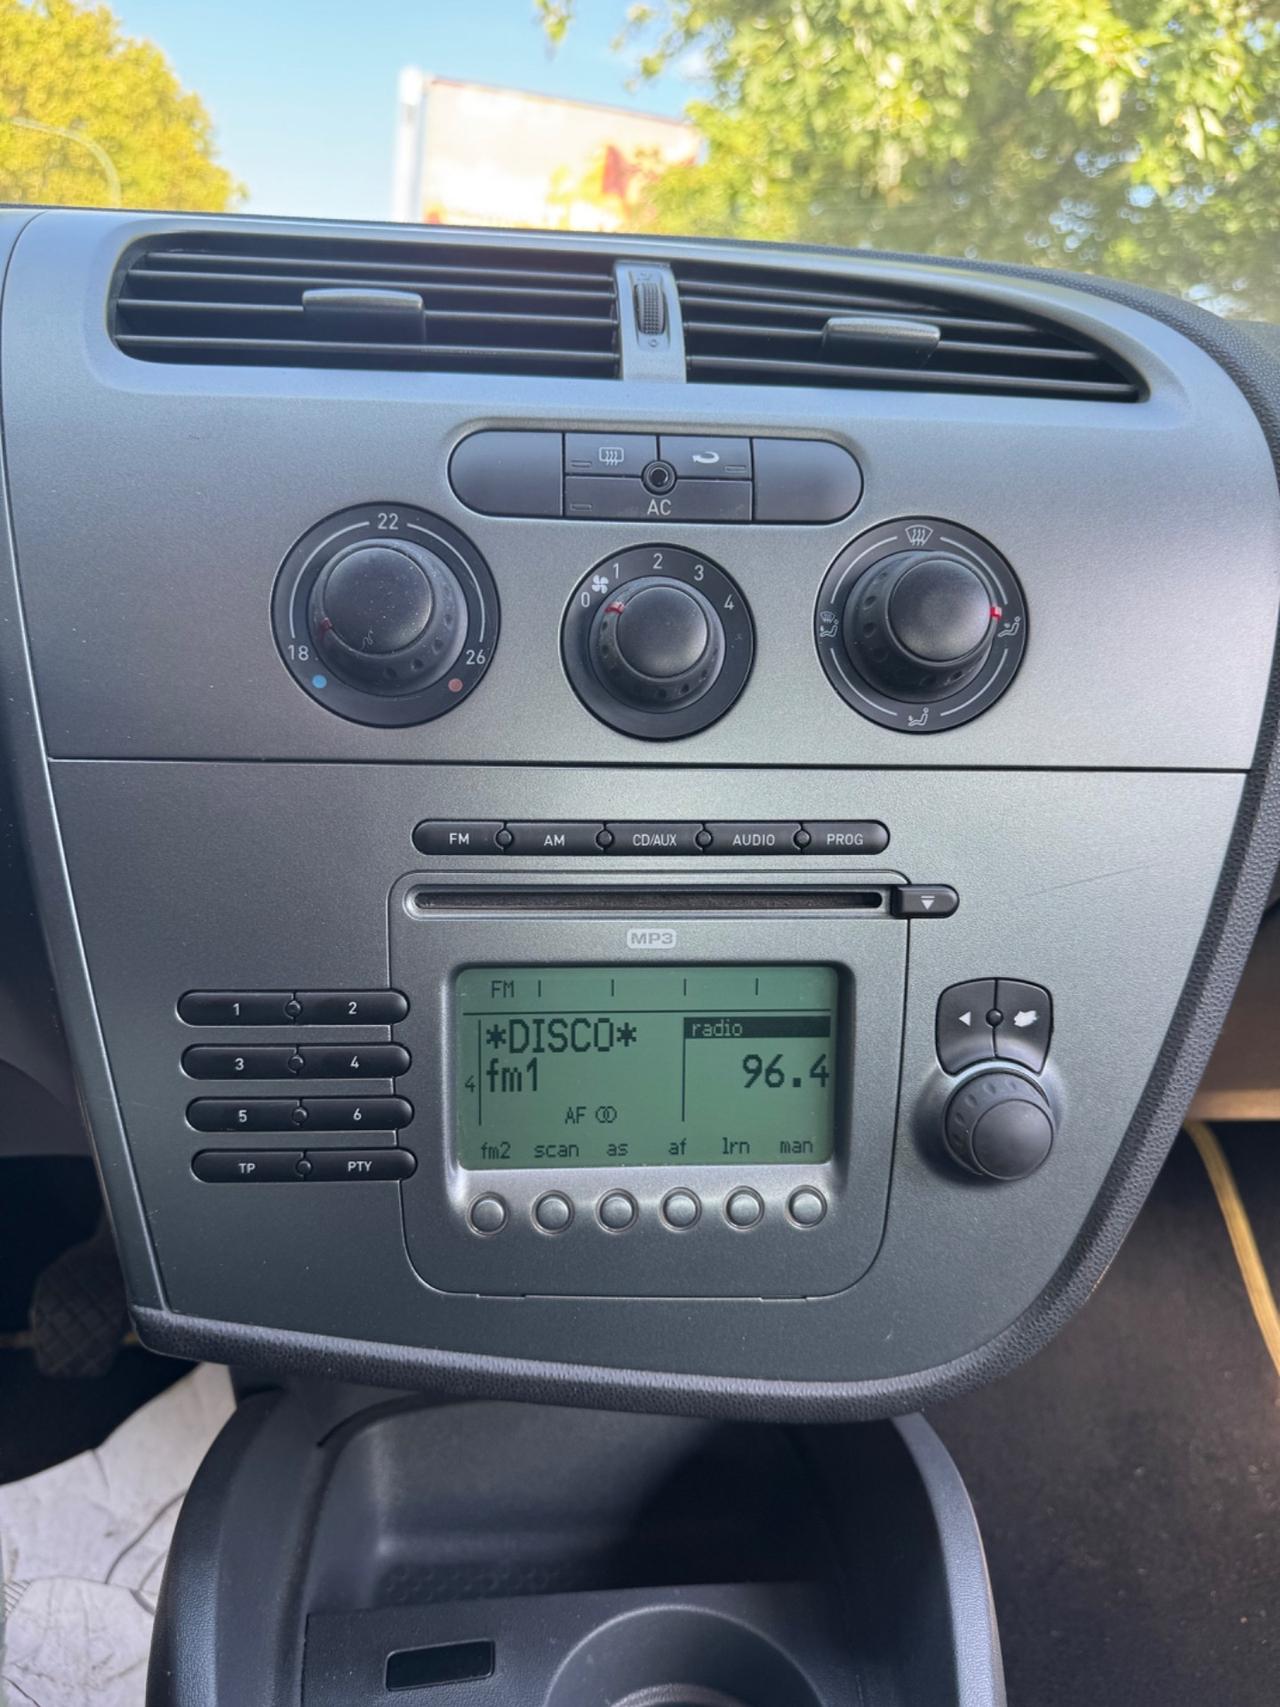 AC
22
18
26
0
1
2
3
4
FM AM CD/AUX AUDIO PROG
MP3
1 2
3 4
5 6
TP PTY
FM
*DISCO*
radio
fm1
96.4
4
AF
fm2 scan as af lrn man